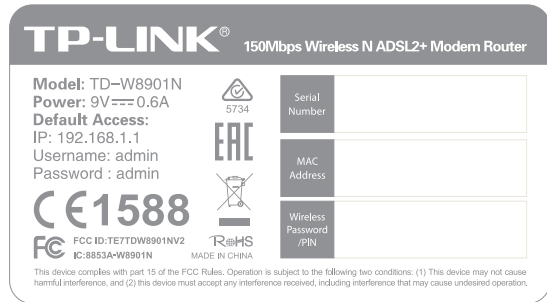 TP-LINK® 150Mbps Wireless N ADSL2+ Modem Router
Model: TD-W8901N
Power: 9V⎓0.6A
Default Access:
IP: 192.168.1.1
Username: admin
Password : admin
CE1588
FC FCC ID:TE7TDW8901NV2
IC:8853A-W8901N
5734
EAC
RoHS
MADE IN CHINA
Serial
Number
MAC
Address
Wireless
Password
/PIN
This device complies with part 15 of the FCC Rules. Operation is subject to the following two conditions: (1) This device may not cause
harmful interference, and (2) this device must accept any interference received, including interference that may cause undesired operation.